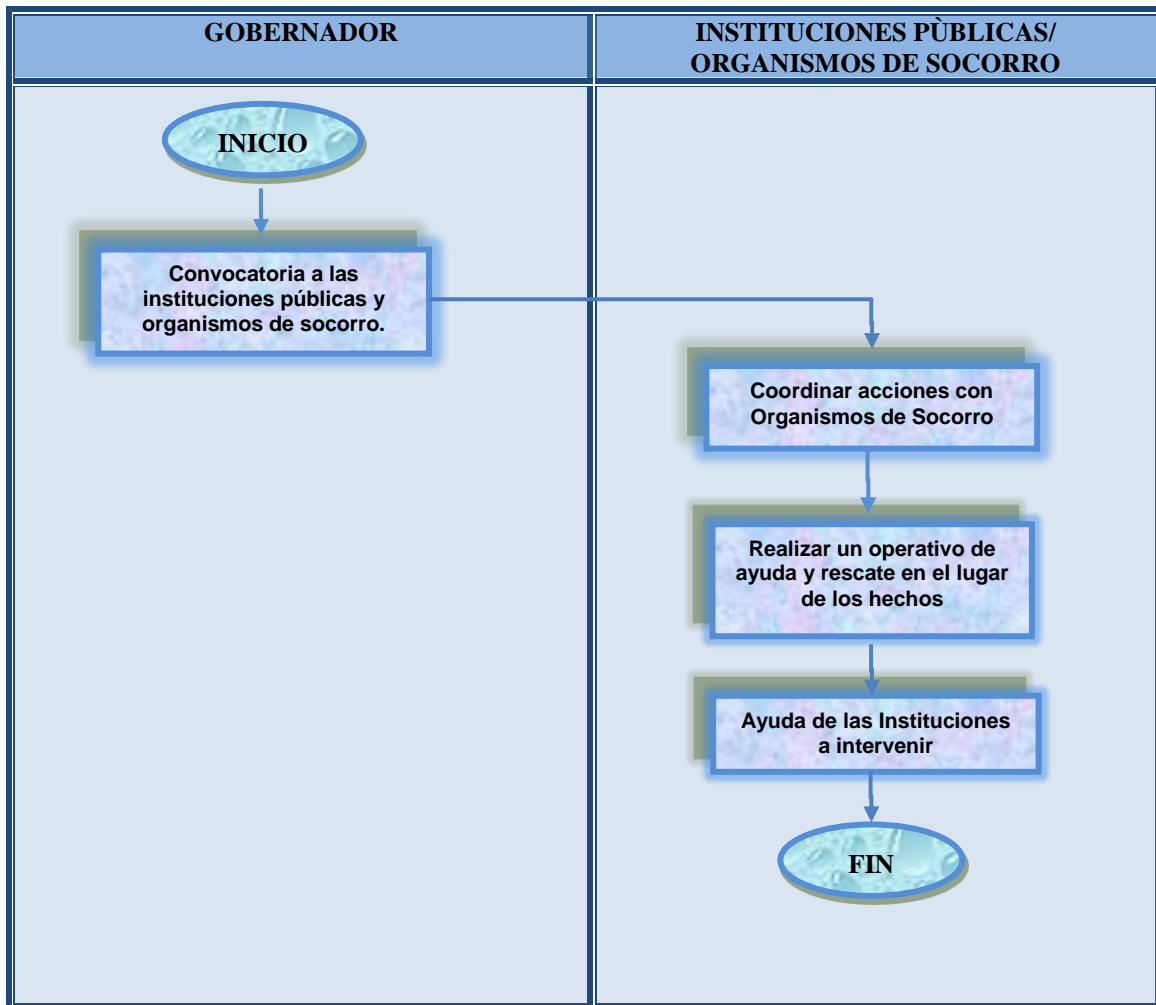 GOBERNADOR
INSTITUCIONES PÙBLICAS/
ORGANISMOS DE SOCORRO
INICIO
Convocatoria a las
instituciones públicas y
organismos de socorro.
Coordinar acciones con
Organismos de Socorro
Realizar un operativo de
ayuda y rescate en el lugar
de los hechos
Ayuda de las Instituciones
a intervenir
FIN